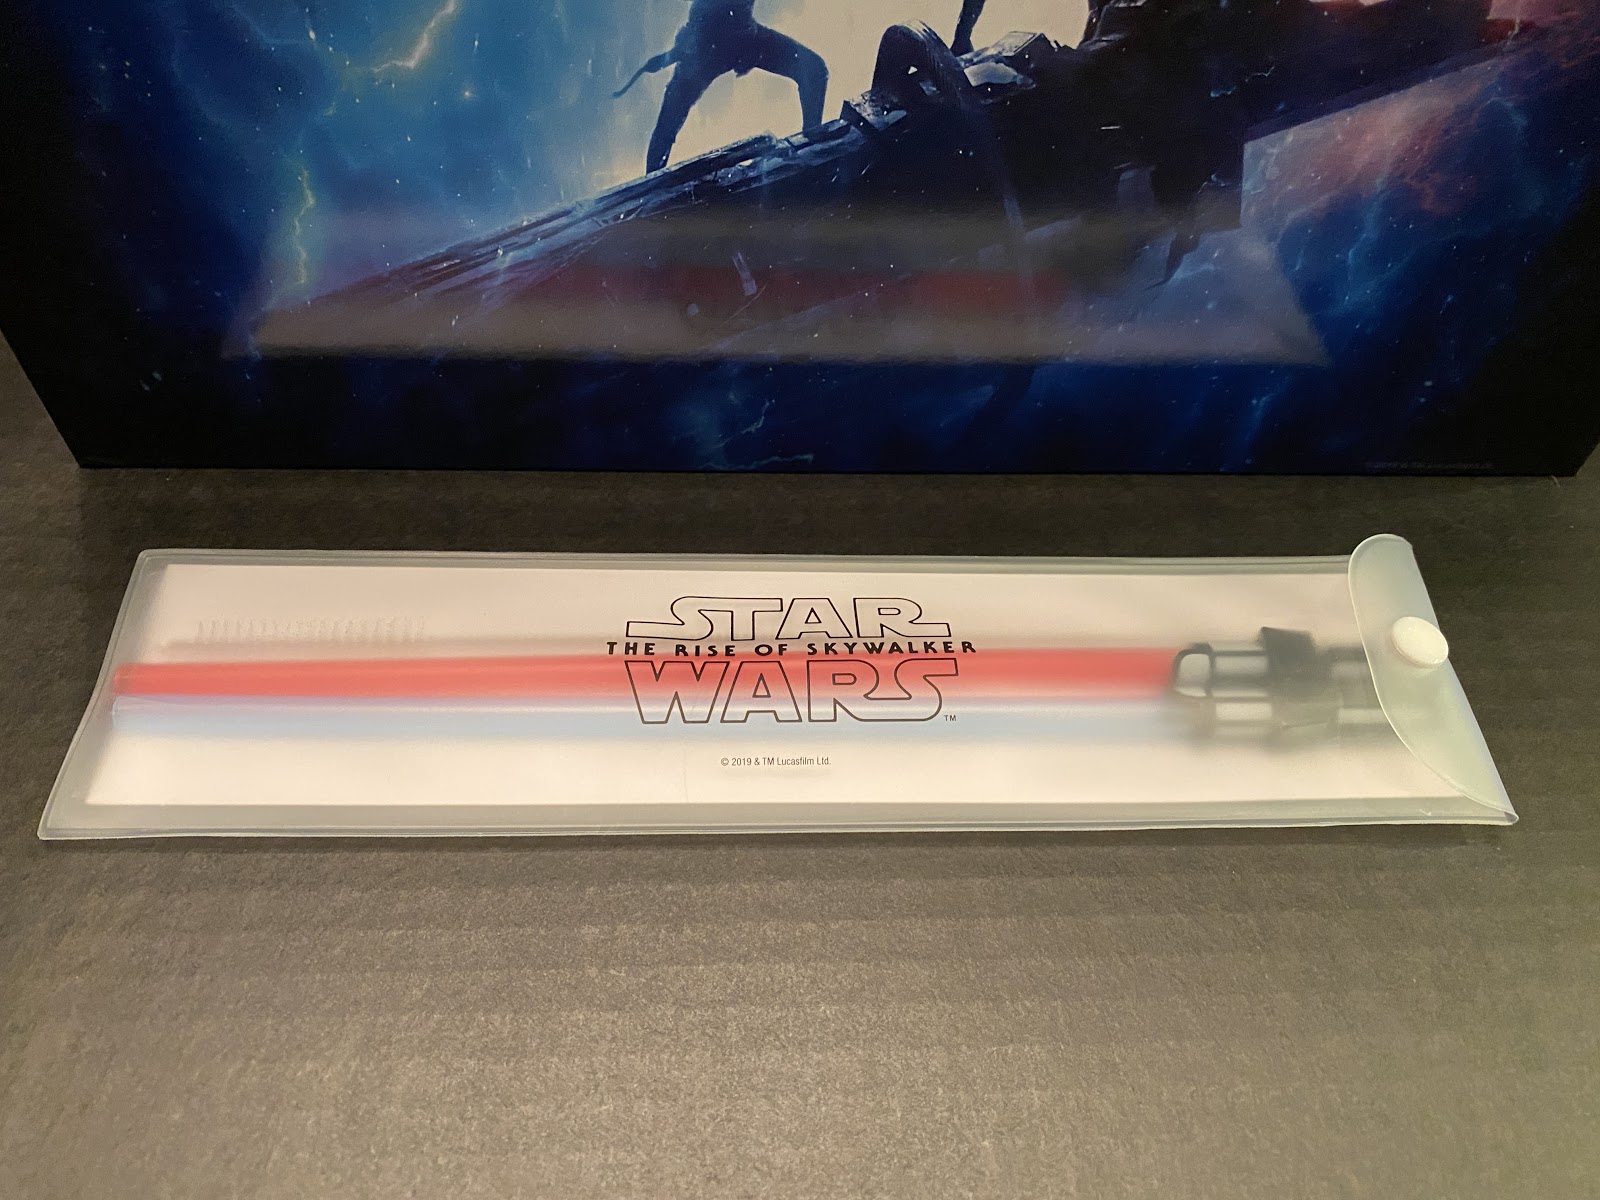 STAR
THE RISE OF SKYWALKER
WARS
TM
© 2019 & TM Lucasfilm Ltd.